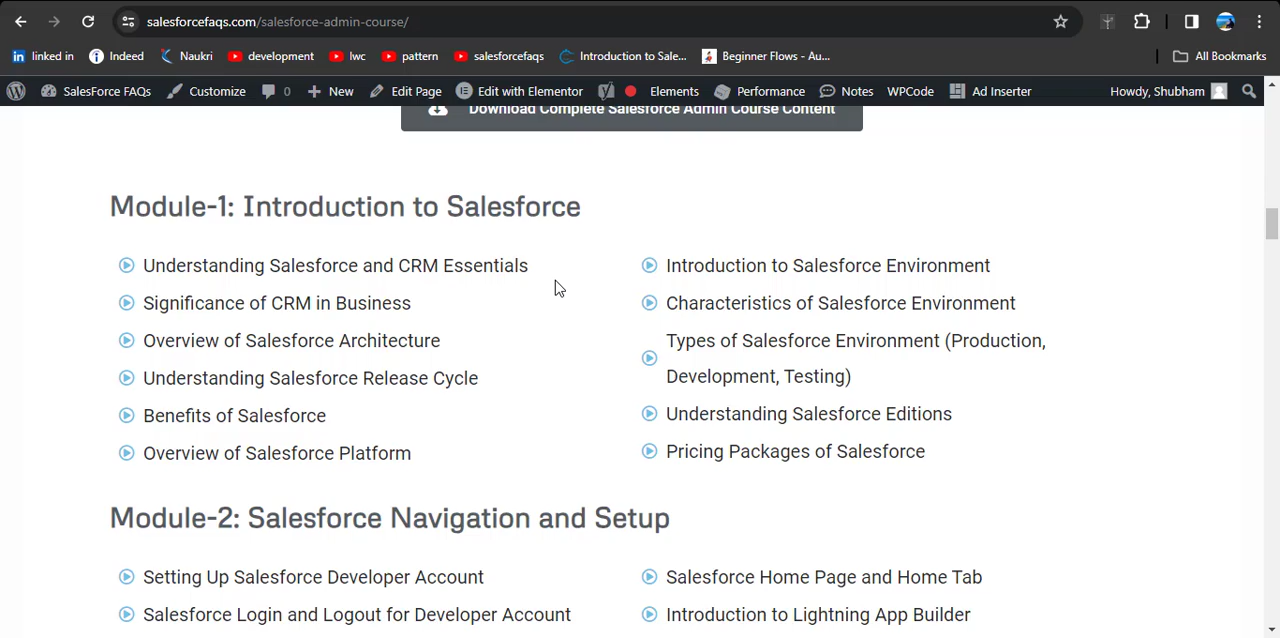 salesforcefaqs.com/salesforce-admin-course/
linked in Indeed Naukri development lwc pattern salesforcefaqs Introduction to Sale... Beginner Flows - Au... All Bookmarks
SalesForce FAQs Customize 0 New Edit Page Edit with Elementor Elements Performance Notes WPCode Ad Inserter Howdy, Shubham
Download Complete Salesforce Admin Course Content
Module-1: Introduction to Salesforce
Understanding Salesforce and CRM Essentials
Significance of CRM in Business
Overview of Salesforce Architecture
Understanding Salesforce Release Cycle
Benefits of Salesforce
Overview of Salesforce Platform
Introduction to Salesforce Environment
Characteristics of Salesforce Environment
Types of Salesforce Environment (Production,
Development, Testing)
Understanding Salesforce Editions
Pricing Packages of Salesforce
Module-2: Salesforce Navigation and Setup
Setting Up Salesforce Developer Account
Salesforce Login and Logout for Developer Account
Salesforce Home Page and Home Tab
Introduction to Lightning App Builder